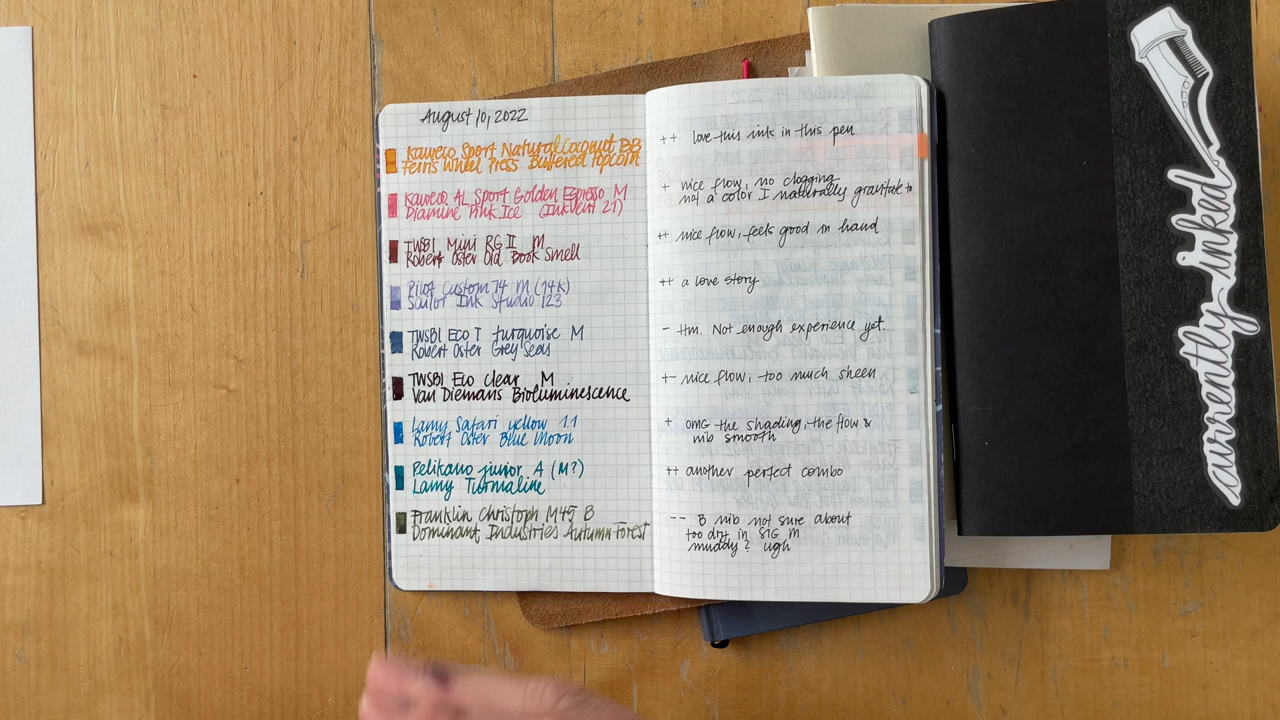 August 10, 2022
Kaweco Sport Natural Coconut BB
Ferris Wheel Press Buttered Popcorn
Kaweco AL Sport Golden Espresso M
Diamine Pink Ice (Inkvent 21)
TWSBI Mini RG II M
Robert Oster Old Book Smell
Pilot Custom 74 M (14K)
Sailor Ink Studio 123
TWSBI Eco T turquoise M
Robert Oster Grey Seas
TWSBI Eco clear M
Van Diemans Bioluminescence
Lamy Safari yellow 1.1
Robert Oster Blue Moon
Pelikano junior A (M?)
Lamy Turmaline
Franklin Christoph M45 B
Dominant Industries Autumn Forest
++ love this ink in this pen
+ nice flow, no clogging
not a color I naturally gravitate to
++ nice flow, feels good in hand
++ a love story
- Hm. Not enough experience yet.
+- nice flow, too much sheen
+ omg the shading, the flow &
nib smooth
++ another perfect combo
-- B nib not sure about
too dry in SIG M
muddy? ugh
September 14, 2022
currently inked